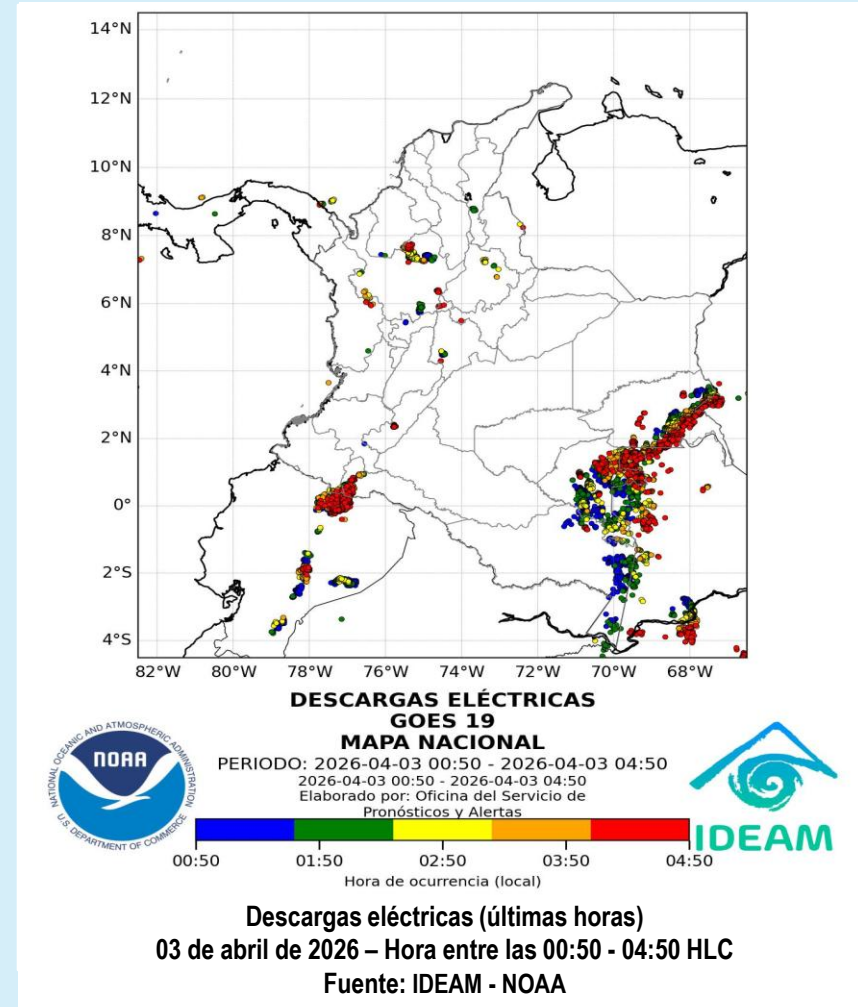 14°N
12°N
10°N
8°N
6°N
4°N
2°N
0°
2°S
4°S
82°W 80°W 78°W 76°W 74°W 72°W 70°W 68°W
DESCARGAS ELÉCTRICAS
GOES 19
MAPA NACIONAL
PERIODO: 2026-04-03 00:50 - 2026-04-03 04:50
2026-04-03 00:50 - 2026-04-03 04:50
Elaborado por: Oficina del Servicio de
Pronósticos y Alertas
NATIONAL OCEANIC AND ATMOSPHERIC ADMINISTRATION
NOAA
U.S. DEPARTMENT OF COMMERCE
IDEAM
00:50 01:50 02:50 03:50 04:50
Hora de ocurrencia (local)
Descargas eléctricas (últimas horas)
03 de abril de 2026 – Hora entre las 00:50 - 04:50 HLC
Fuente: IDEAM - NOAA